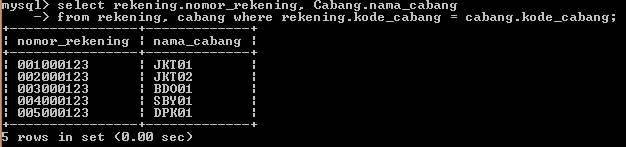 mysql> select rekening.nomor_rekening, Cabang.nama_cabang
    -> from rekening, cabang where rekening.kode_cabang = cabang.kode_cabang;
+----------------+-------------+
| nomor_rekening | nama_cabang |
+----------------+-------------+
| 001000123      | JKT01       |
| 002000123      | JKT02       |
| 003000123      | BDO01       |
| 004000123      | SBY01       |
| 005000123      | DPK01       |
+----------------+-------------+
5 rows in set (0.00 sec)